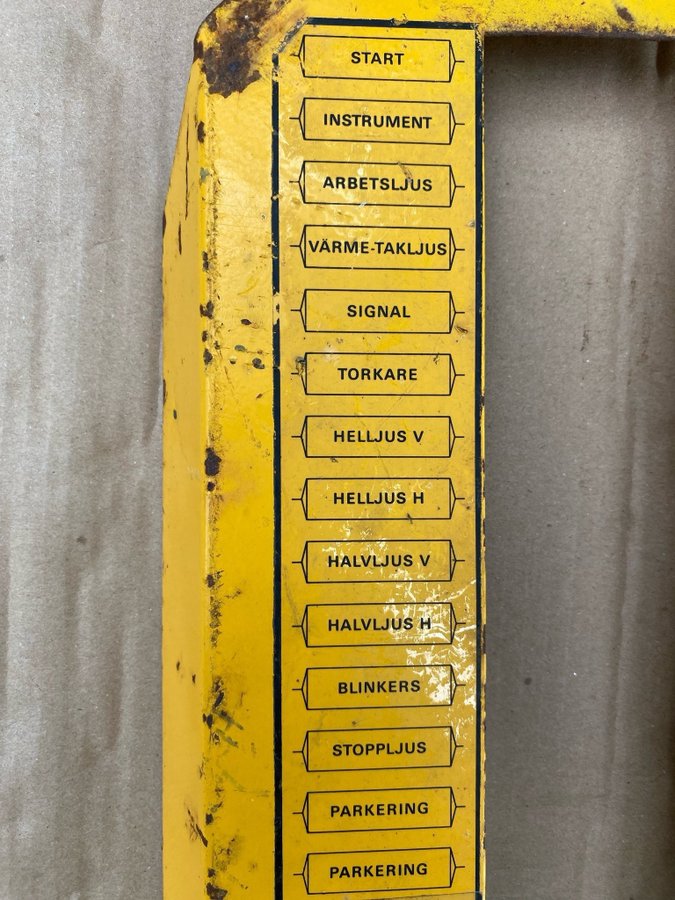 START
INSTRUMENT
ARBETSLJUS
VÄRME-TAKLJUS
SIGNAL
TORKARE
HELLJUS V
HELLJUS H
HALVLJUS V
HALVLJUS H
BLINKERS
STOPPLJUS
PARKERING
PARKERING